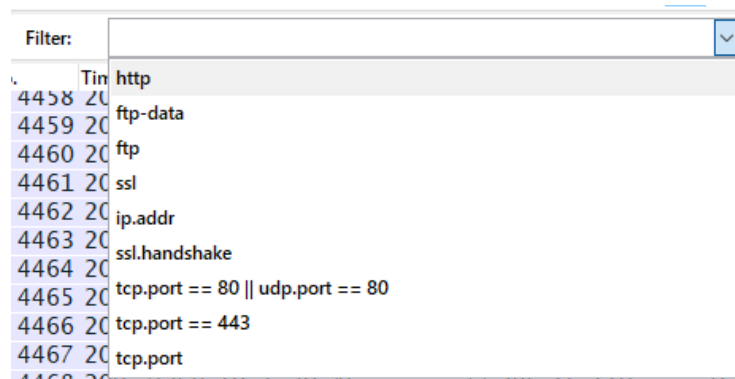 Filter:
. Tim
http
4458 20
ftp-data
4459 20
4460 20
ftp
4461 20
ssl
4462 20
ip.addr
4463 20
ssl.handshake
4464 20
4465 20
tcp.port == 80 || udp.port == 80
4466 20
tcp.port == 443
4467 20
tcp.port